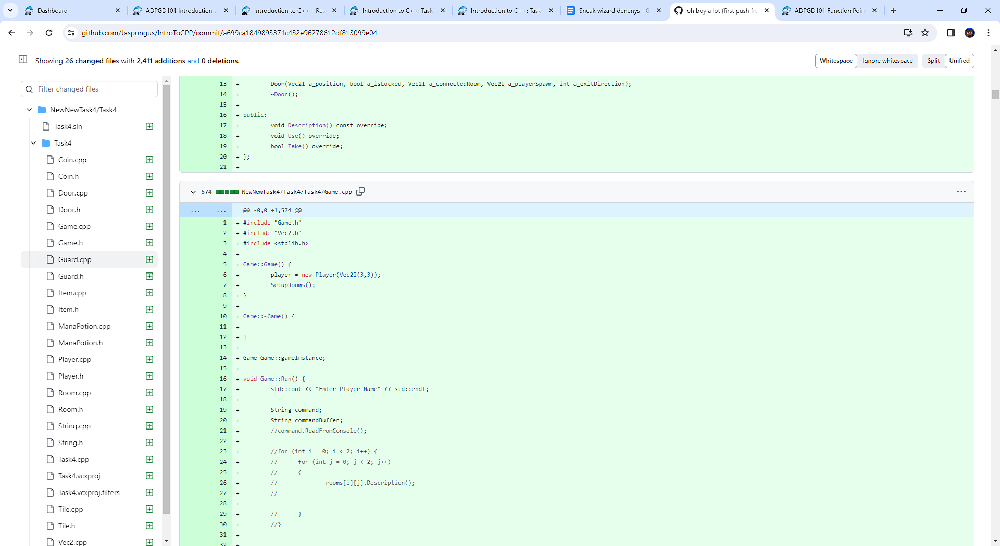 Dashboard
ADPGD101 Introduction t
Introduction to C++ - Res
Introduction to C++: Task
Introduction to C++: Task
Sneak wizard denenys - G
oh boy a lot (first push fr
ADPGD101 Function Poin
github.com/Jaspungus/IntroToCPP/commit/a699ca1849893371c432e96278612df813099e04
Showing 26 changed files with 2,411 additions and 0 deletions.
Whitespace Ignore whitespace Split Unified
Filter changed files
NewNewTask4/Task4
Task4.sln
Task4
Coin.cpp
Coin.h
Door.cpp
Door.h
Game.cpp
Game.h
Guard.cpp
Guard.h
Item.cpp
Item.h
ManaPotion.cpp
ManaPotion.h
Player.cpp
Player.h
Room.cpp
Room.h
String.cpp
String.h
Task4.cpp
Task4.vcxproj
Task4.vcxproj.filters
Tile.cpp
Tile.h
Vec2.cpp
13 + Door(Vec2I a_position, bool a_isLocked, Vec2I a_connectedRoom, Vec2I a_playerSpawn, int a_exitDirection);
14 + ~Door();
15 +
16 + public:
17 + void Description() const override;
18 + void Use() override;
19 + bool Take() override;
20 + };
21 +
574 NewNewTask4/Task4/Task4/Game.cpp
... ... @@ -0,0 +1,574 @@
1 + #include "Game.h"
2 + #include "Vec2.h"
3 + #include <stdlib.h>
4 +
5 + Game::Game() {
6 + player = new Player(Vec2I(3,3));
7 + SetupRooms();
8 + }
9 +
10 + Game::~Game() {
11 +
12 + }
13 +
14 + Game Game::gameInstance;
15 +
16 + void Game::Run() {
17 + std::cout << "Enter Player Name" << std::endl;
18 +
19 + String command;
20 + String commandBuffer;
21 + //command.ReadFromConsole();
22 +
23 + //for (int i = 0; i < 2; i++) {
24 + // for (int j = 0; j < 2; j++)
25 + // {
26 + // rooms[i][j].Description();
27 + //
28 +
29 + // }
30 + //}
31 +
32 +